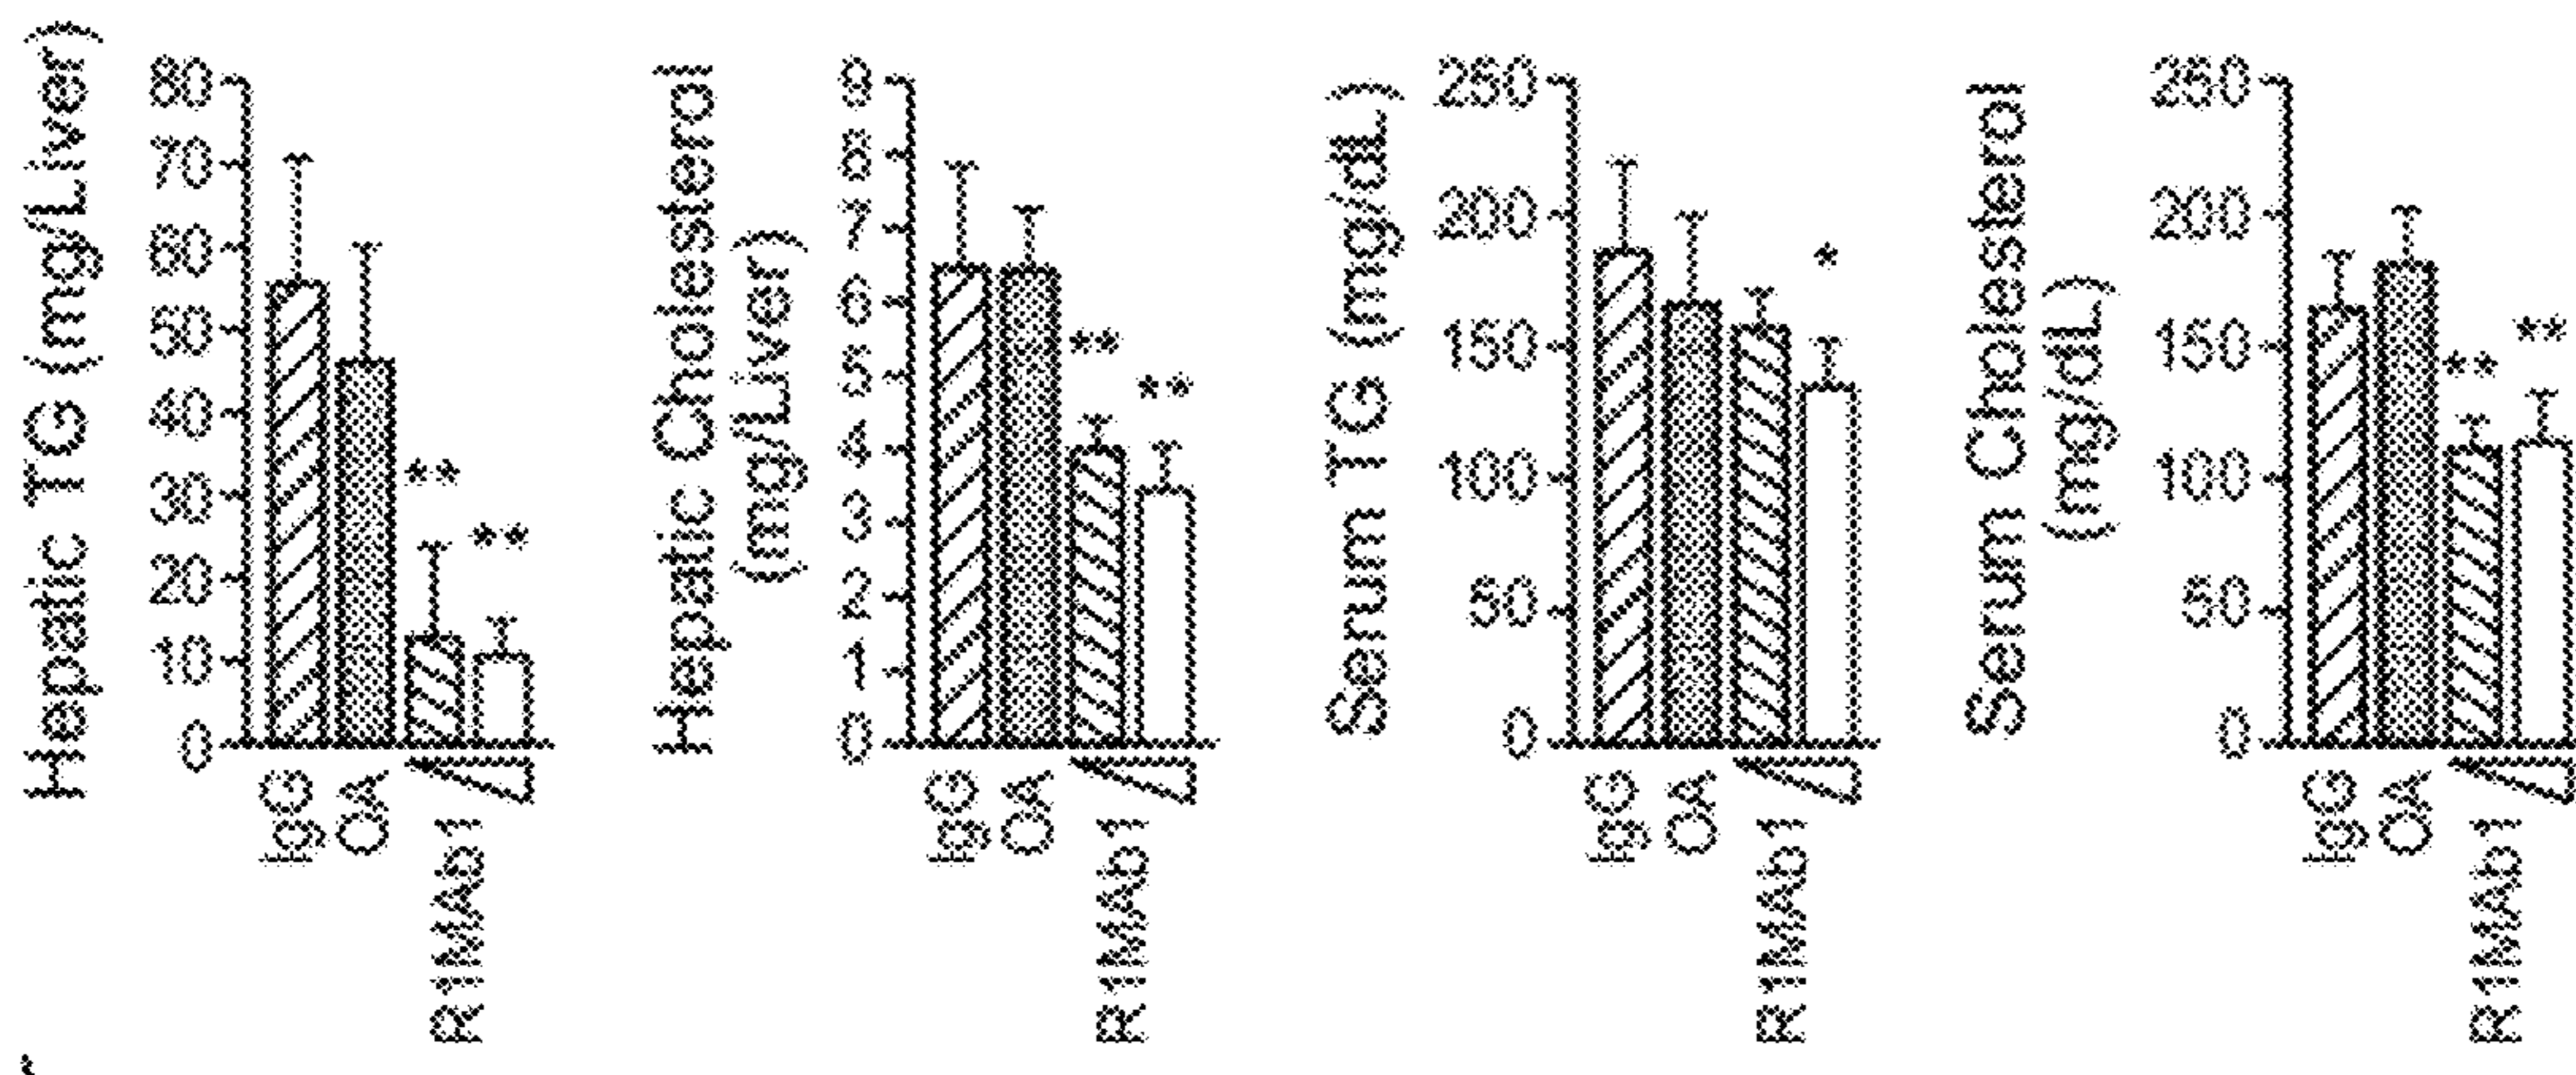 Hepatic TG (mg/Liver)
80
70
60
50
40
30
20
10
0
**
**
IgG
OA
R1MAb1
Hepatic Cholesterol
(mg/Liver)
9
8
7
6
5
4
3
2
1
0
**
**
IgG
OA
R1MAb1
Serum TG (mg/dL)
250
200
150
100
50
0
*
IgG
OA
R1MAb1
Serum Cholesterol
(mg/dL)
250
200
150
100
50
0
**
**
IgG
OA
R1MAb1